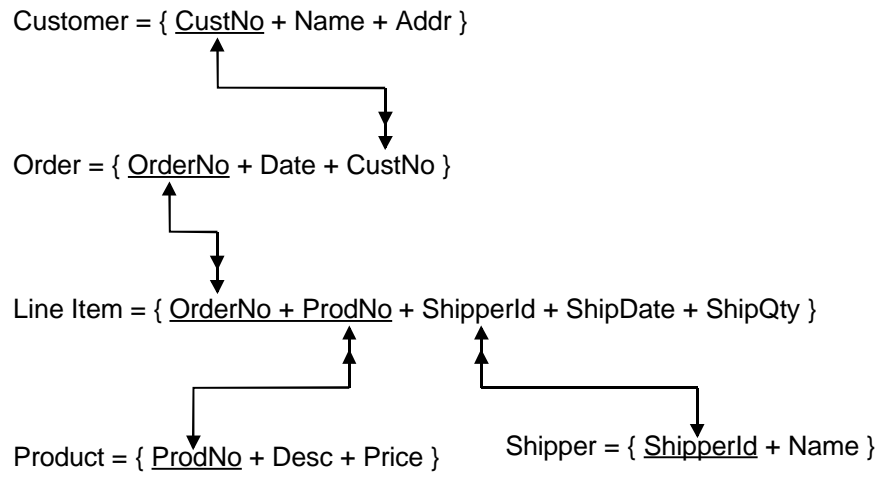 Customer = { CustNo + Name + Addr }
Order = { OrderNo + Date + CustNo }
Line Item = { OrderNo + ProdNo + ShipperId + ShipDate + ShipQty }
Product = { ProdNo + Desc + Price }
Shipper = { ShipperId + Name }